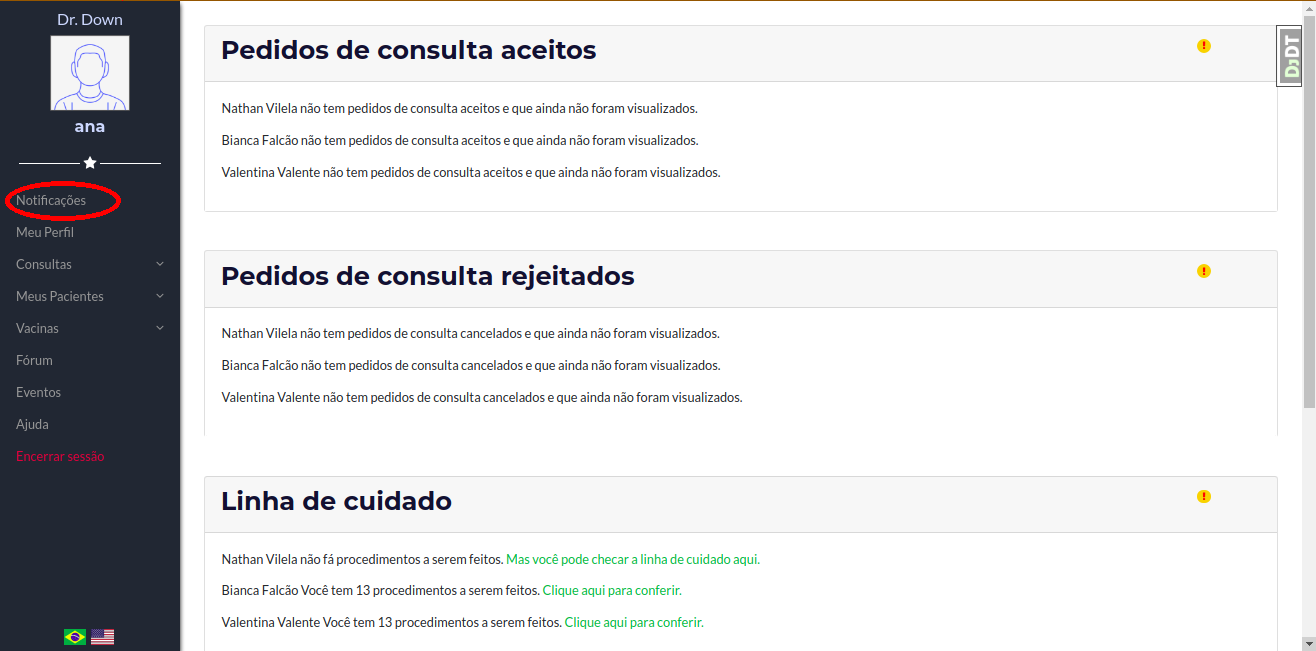 Dr. Down
ana
Notificações
Meu Perfil
Consultas
Meus Pacientes
Vacinas
Fórum
Eventos
Ajuda
Encerrar sessão
Pedidos de consulta aceitos
Nathan Vilela não tem pedidos de consulta aceitos e que ainda não foram visualizados.
Bianca Falcão não tem pedidos de consulta aceitos e que ainda não foram visualizados.
Valentina Valente não tem pedidos de consulta aceitos e que ainda não foram visualizados.
Pedidos de consulta rejeitados
Nathan Vilela não tem pedidos de consulta cancelados e que ainda não foram visualizados.
Bianca Falcão não tem pedidos de consulta cancelados e que ainda não foram visualizados.
Valentina Valente não tem pedidos de consulta cancelados e que ainda não foram visualizados.
Linha de cuidado
Nathan Vilela não fá procedimentos a serem feitos. Mas você pode checar a linha de cuidado aqui.
Bianca Falcão Você tem 13 procedimentos a serem feitos. Clique aqui para conferir.
Valentina Valente Você tem 13 procedimentos a serem feitos. Clique aqui para conferir.
DJDT